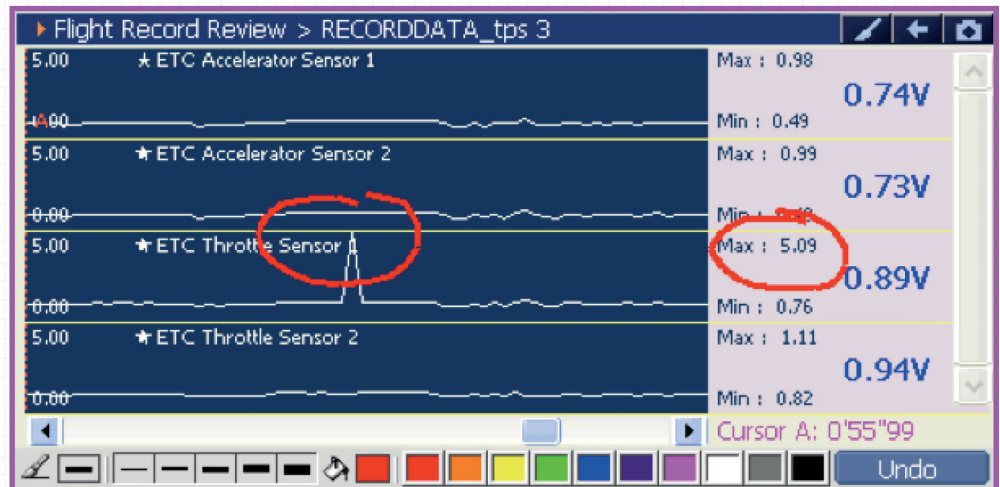 Flight Record Review > RECORDDATA_tps 3
5.00 ETC Accelerator Sensor 1 Max : 0.98
0.74V
A Min : 0.49
5.00 ETC Accelerator Sensor 2 Max : 0.99
0.73V
0.00 Min :
5.00 ETC Throttle Sensor 1 Max : 5.09
0.89V
0.00 Min : 0.76
5.00 ETC Throttle Sensor 2 Max : 1.11
0.94V
0.00 Min : 0.82
Cursor A: 0'55"99
Undo